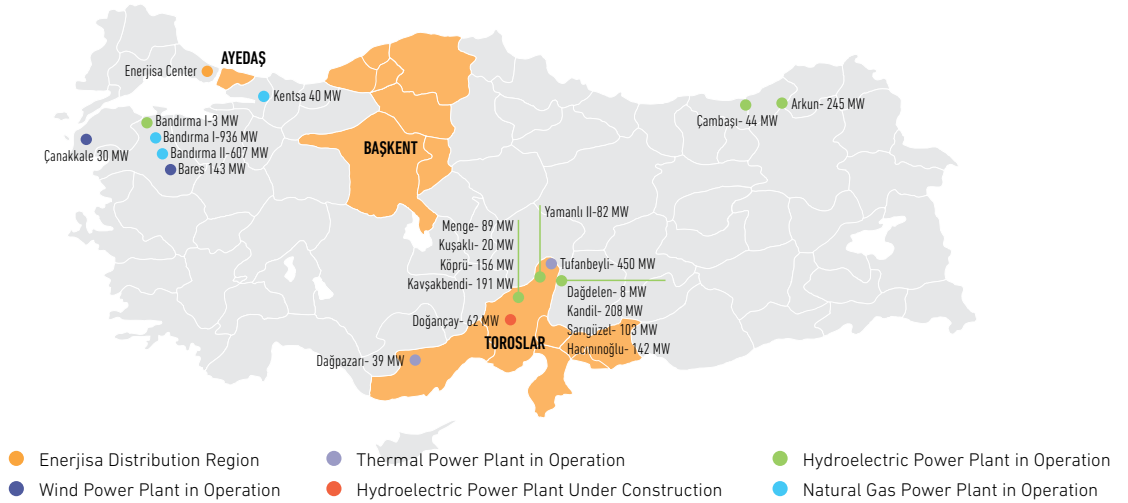 AYEDAŞ
Enerjisa Center
Kentsa 40 MW
Bandırma I-3 MW
Bandırma I-936 MW
Bandırma II-607 MW
Bares 143 MW
Çanakkale 30 MW
BAŞKENT
Arkun- 245 MW
Çambaşı- 44 MW
Yamanlı II-82 MW
Menge- 89 MW
Kuşaklı- 20 MW
Köprü- 156 MW
Kavşakbendi- 191 MW
Tufanbeyli- 450 MW
Dağdelen- 8 MW
Kandil- 208 MW
Sarıgüzel- 103 MW
Hacınınoğlu- 142 MW
Doğançay- 62 MW
TOROSLAR
Dağpazarı- 39 MW
Enerjisa Distribution Region
Thermal Power Plant in Operation
Hydroelectric Power Plant in Operation
Wind Power Plant in Operation
Hydroelectric Power Plant Under Construction
Natural Gas Power Plant in Operation